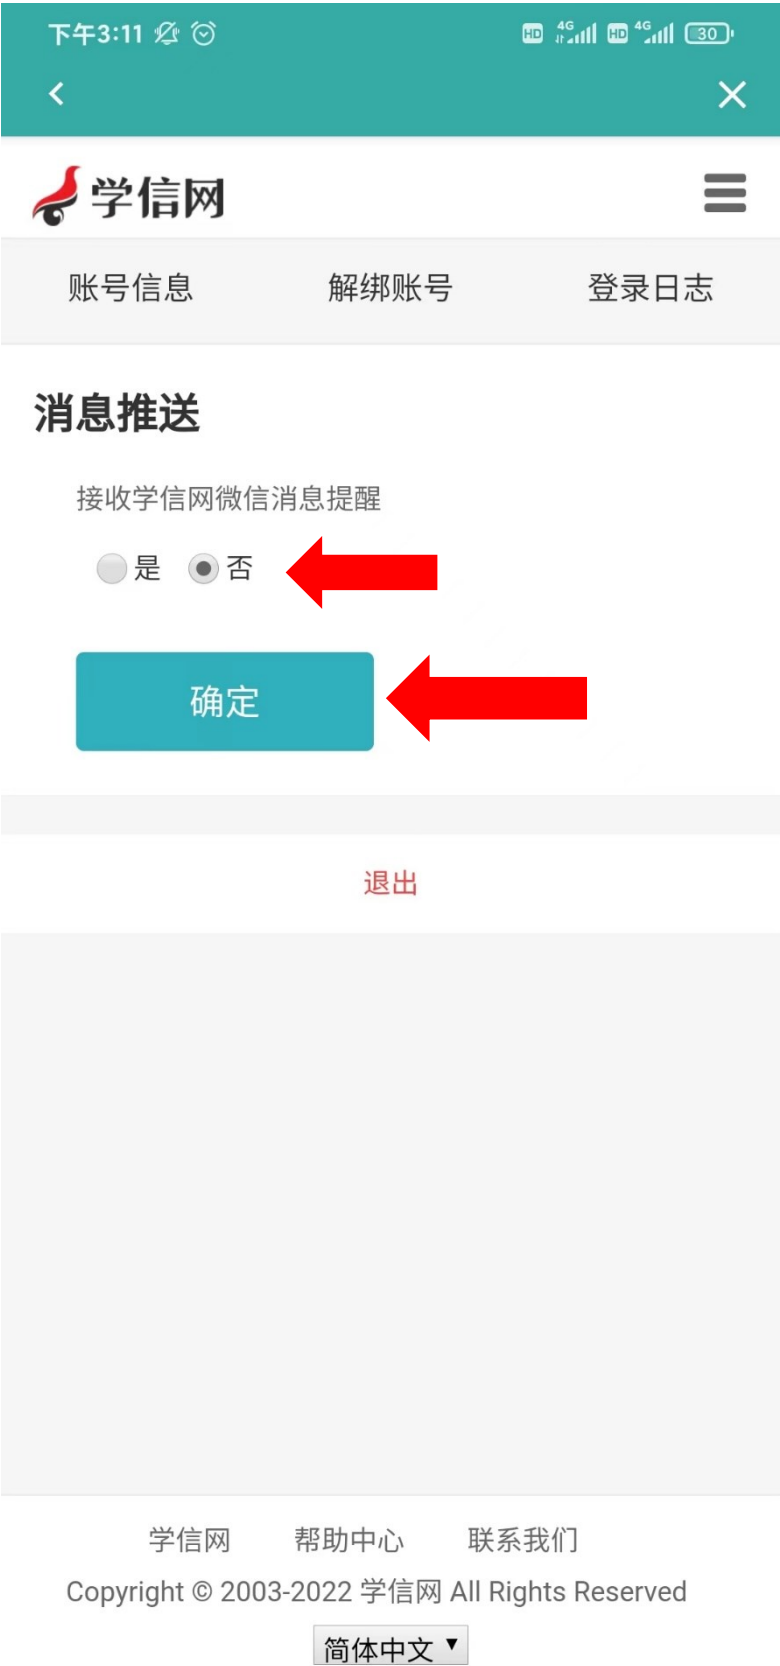 下午3:11 HD 4G HD 4G 30
学信网
账号信息 解绑账号 登录日志
消息推送
接收学信网微信消息提醒
是 否
确定
退出
学信网 帮助中心 联系我们
Copyright © 2003-2022 学信网 All Rights Reserved
简体中文